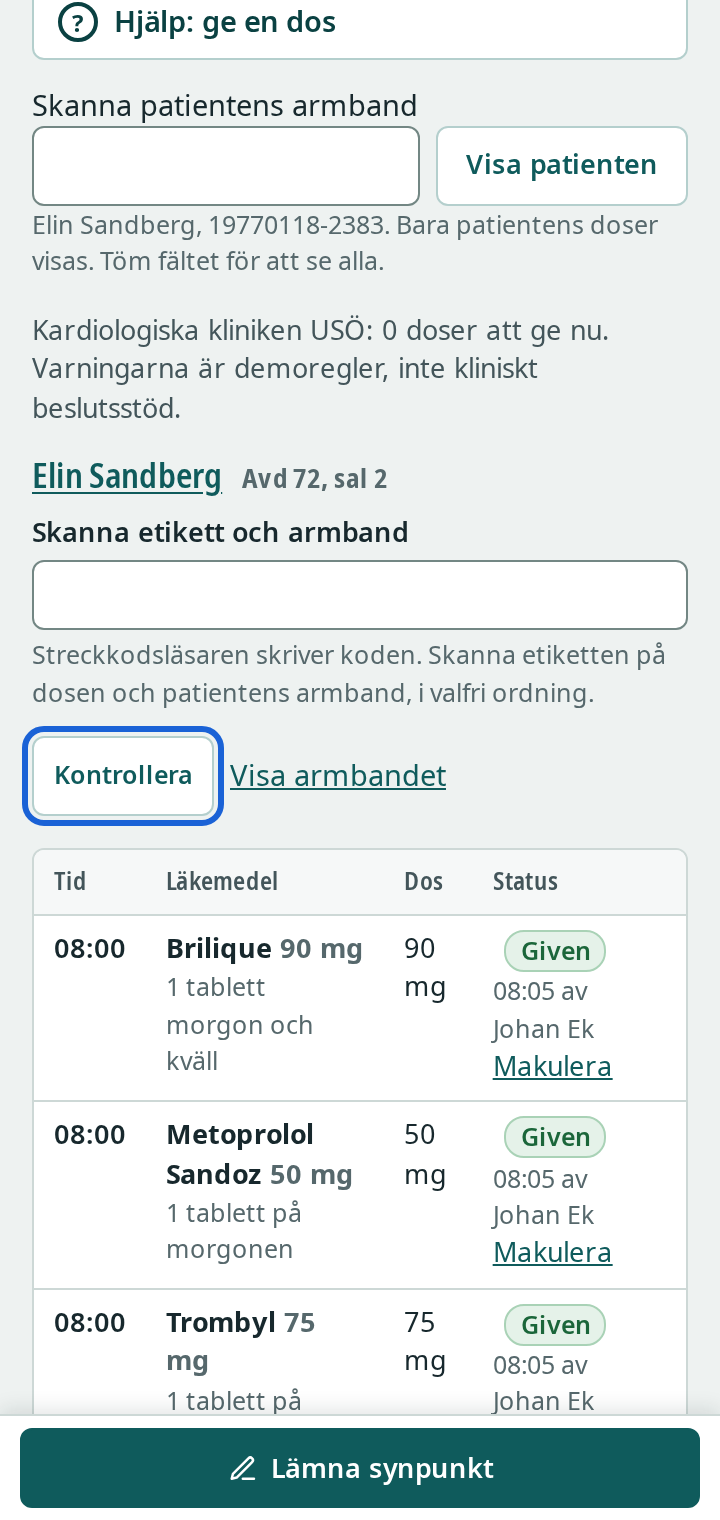 ? Hjälp: ge en dos
Skanna patientens armband
Visa patienten
Elin Sandberg, 19770118-2383. Bara patientens doser
visas. Töm fältet för att se alla.
Kardiologiska kliniken USÖ: 0 doser att ge nu.
Varningarna är demoregler, inte kliniskt
beslutsstöd.
Elin Sandberg Avd 72, sal 2
Skanna etikett och armband
Streckkodsläsaren skriver koden. Skanna etiketten på
dosen och patientens armband, i valfri ordning.
Kontrollera Visa armbandet
Tid Läkemedel Dos Status
08:00 Brilique 90 mg 90 Given
1 tablett mg 08:05 av
morgon och Johan Ek
kväll Makulera
08:00 Metoprolol 50 Given
Sandoz 50 mg mg 08:05 av
1 tablett på Johan Ek
morgonen Makulera
08:00 Trombyl 75 75 Given
mg mg 08:05 av
1 tablett på Johan Ek
Lämna synpunkt